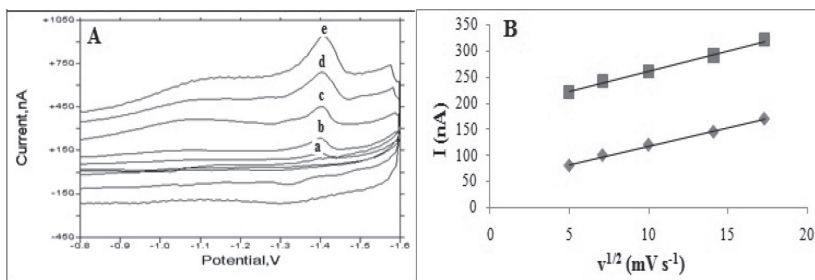 A
+1050
+750
+450
+150
-150
-450
Current,nA
e
d
c
b
a
-0.8 -0.9 -1.0 -1.1 -1.2 -1.3 -1.4 -1.5 -1.6
Potential,V
B
350
300
250
200
150
100
50
0
I (nA)
0 5 10 15 20
v1/2 (mV s-1)